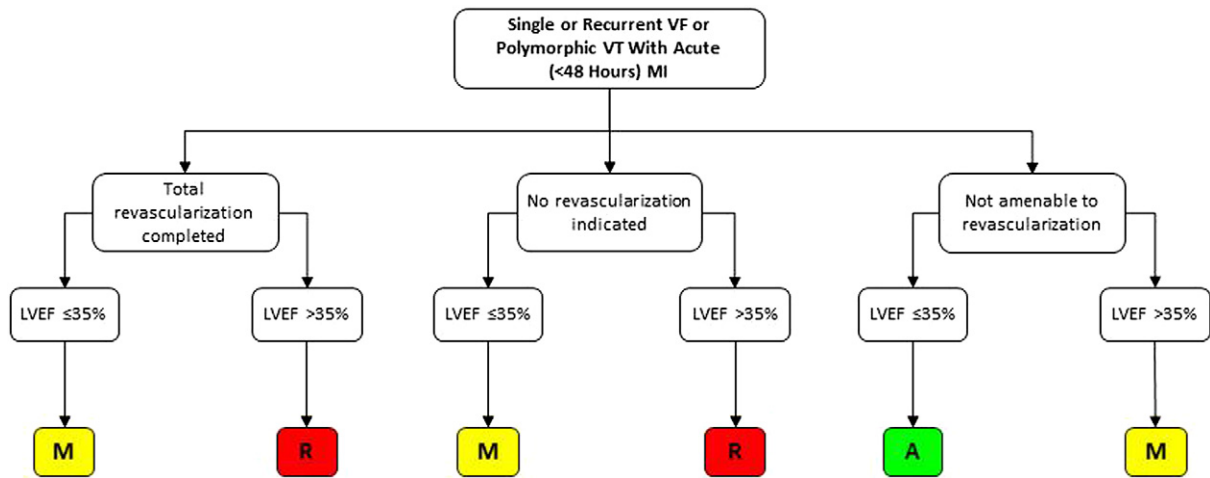 Single or Recurrent VF or
Polymorphic VT With Acute
(<48 Hours) MI
Total
revascularization
completed
No revascularization
indicated
Not amenable to
revascularization
LVEF ≤35%
LVEF >35%
LVEF ≤35%
LVEF >35%
LVEF ≤35%
LVEF >35%
M
R
M
R
A
M